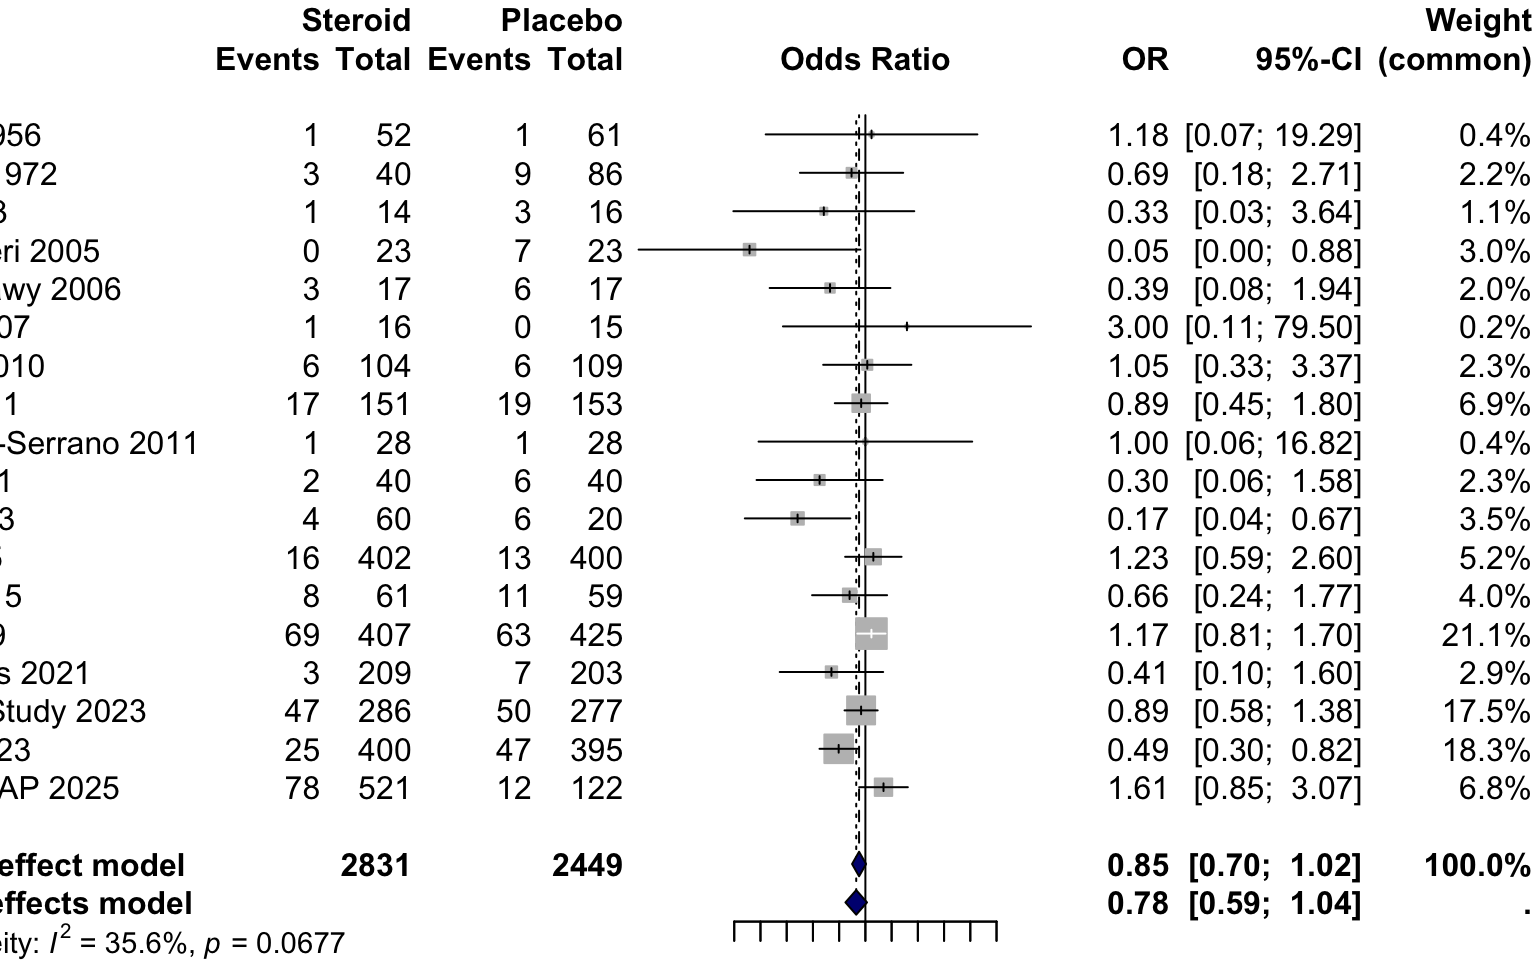 Steroid Placebo Weight
Events Total Events Total Odds Ratio OR 95%-CI (common)
956 1 52 1 61 1.18 [0.07; 19.29] 0.4%
1972 3 40 9 86 0.69 [0.18; 2.71] 2.2%
3 1 14 3 16 0.33 [0.03; 3.64] 1.1%
eri 2005 0 23 7 23 0.05 [0.00; 0.88] 3.0%
awy 2006 3 17 6 17 0.39 [0.08; 1.94] 2.0%
07 1 16 0 15 3.00 [0.11; 79.50] 0.2%
010 6 104 6 109 1.05 [0.33; 3.37] 2.3%
1 17 151 19 153 0.89 [0.45; 1.80] 6.9%
-Serrano 2011 1 28 1 28 1.00 [0.06; 16.82] 0.4%
1 2 40 6 40 0.30 [0.06; 1.58] 2.3%
3 4 60 6 20 0.17 [0.04; 0.67] 3.5%
5 16 402 13 400 1.23 [0.59; 2.60] 5.2%
15 8 61 11 59 0.66 [0.24; 1.77] 4.0%
9 69 407 63 425 1.17 [0.81; 1.70] 21.1%
s 2021 3 209 7 203 0.41 [0.10; 1.60] 2.9%
Study 2023 47 286 50 277 0.89 [0.58; 1.38] 17.5%
23 25 400 47 395 0.49 [0.30; 0.82] 18.3%
AP 2025 78 521 12 122 1.61 [0.85; 3.07] 6.8%
effect model 2831 2449 0.85 [0.70; 1.02] 100.0%
effects model 0.78 [0.59; 1.04] .
eity: I² = 35.6%, p = 0.0677